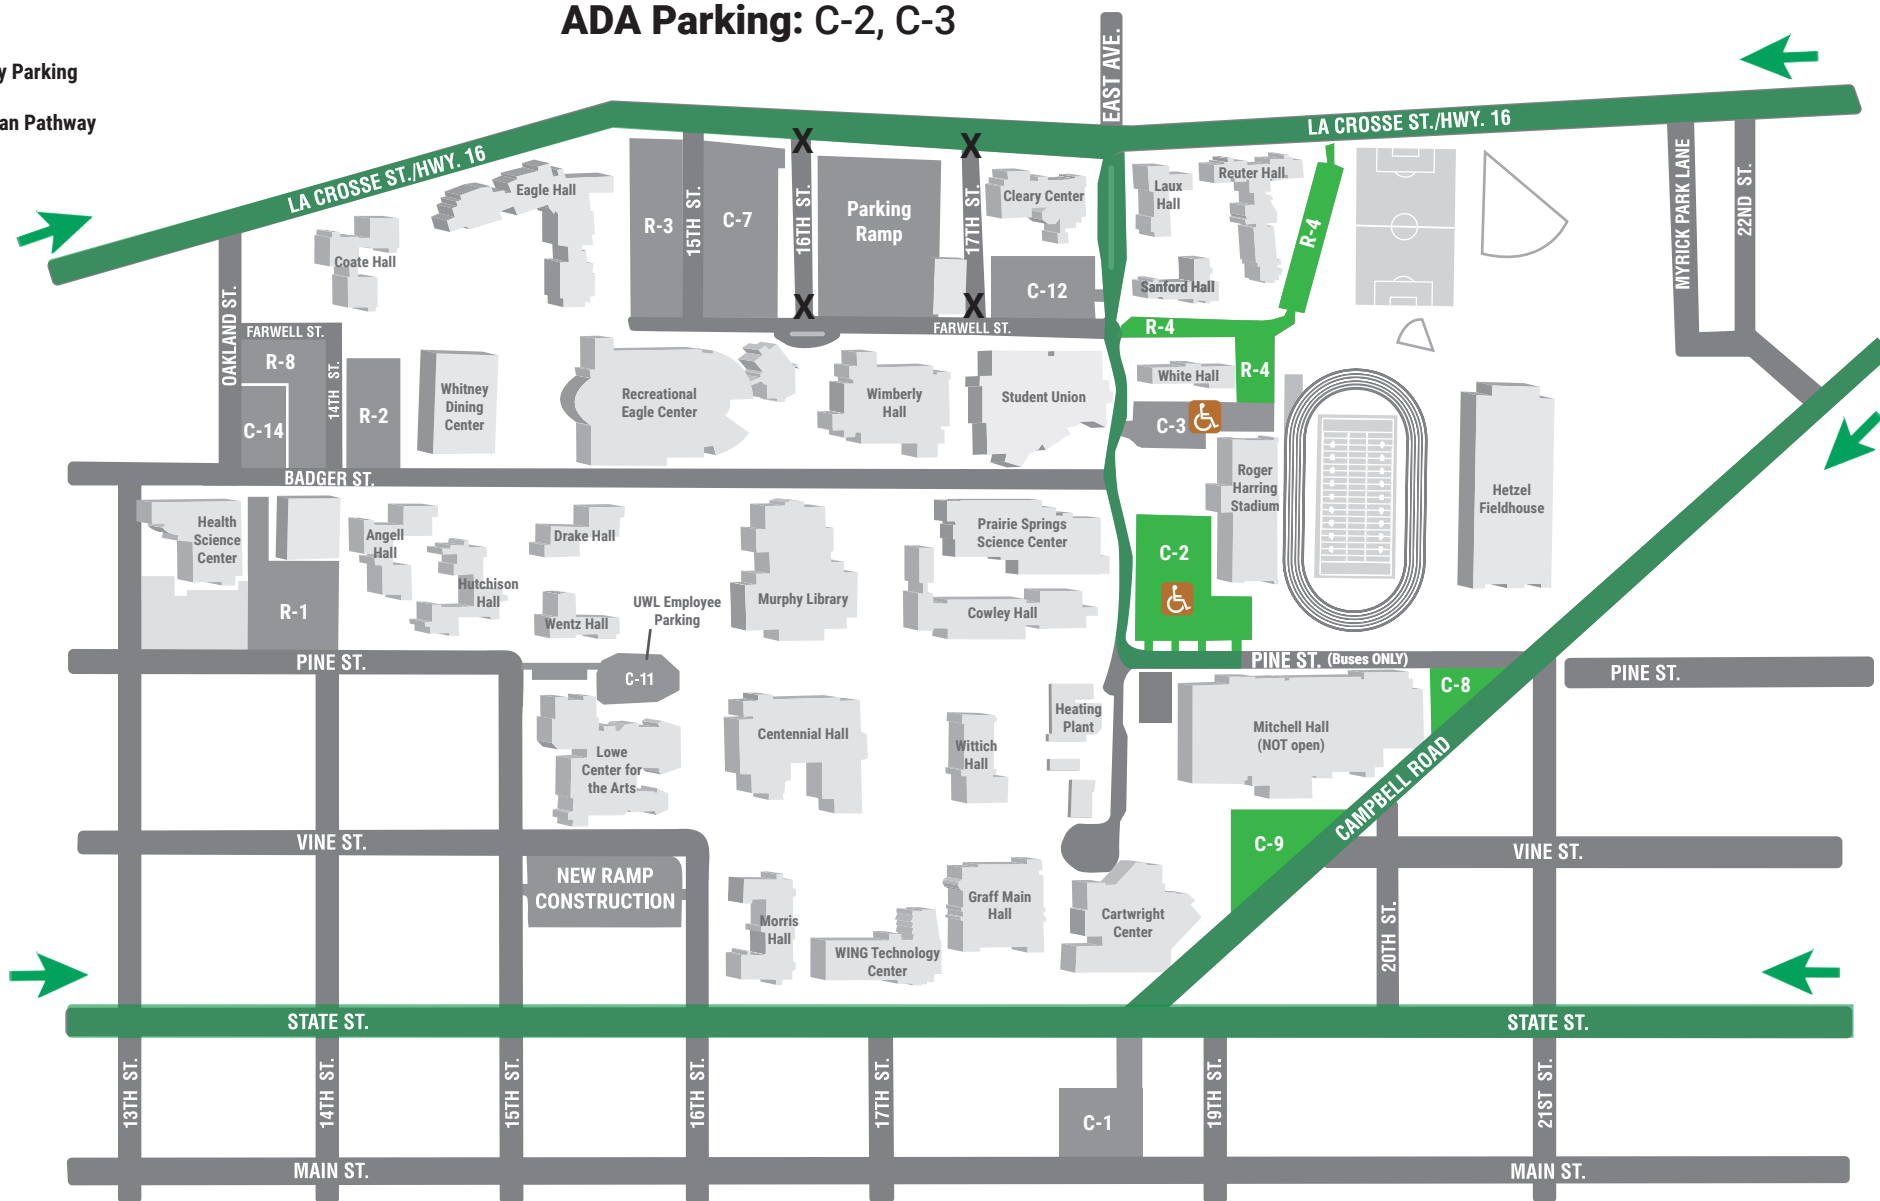 ADA Parking: C-2, C-3
y Parking
an Pathway
EAST AVE.
LA CROSSE ST./HWY. 16
LA CROSSE ST./HWY. 16
Eagle Hall
Coate Hall
R-3
15TH ST.
C-7
X
16TH ST.
X
Parking
Ramp
X
17TH ST.
X
Cleary Center
C-12
Laux
Hall
Reuter Hall
Sanford Hall
R-4
MYRICK PARK LANE
22ND ST.
OAKLAND ST.
FARWELL ST.
FARWELL ST.
R-4
R-8
14TH ST.
C-14
R-2
Whitney
Dining
Center
Recreational
Eagle Center
Wimberly
Hall
Student Union
White Hall
R-4
C-3
Roger
Harring
Stadium
Hetzel
Fieldhouse
BADGER ST.
Health
Science
Center
Angell
Hall
Hutchison
Hall
Drake Hall
Wentz Hall
UWL Employee
Parking
Murphy Library
Prairie Springs
Science Center
Cowley Hall
C-2
R-1
PINE ST.
C-11
PINE ST. (Buses ONLY)
PINE ST.
C-8
Lowe
Center for
the Arts
Centennial Hall
Wittich
Hall
Heating
Plant
Mitchell Hall
(NOT open)
CAMPBELL ROAD
VINE ST.
C-9
VINE ST.
NEW RAMP
CONSTRUCTION
Morris
Hall
WING Technology
Center
Graff Main
Hall
Cartwright
Center
20TH ST.
STATE ST.
STATE ST.
13TH ST.
14TH ST.
15TH ST.
16TH ST.
17TH ST.
C-1
19TH ST.
21ST ST.
MAIN ST.
MAIN ST.